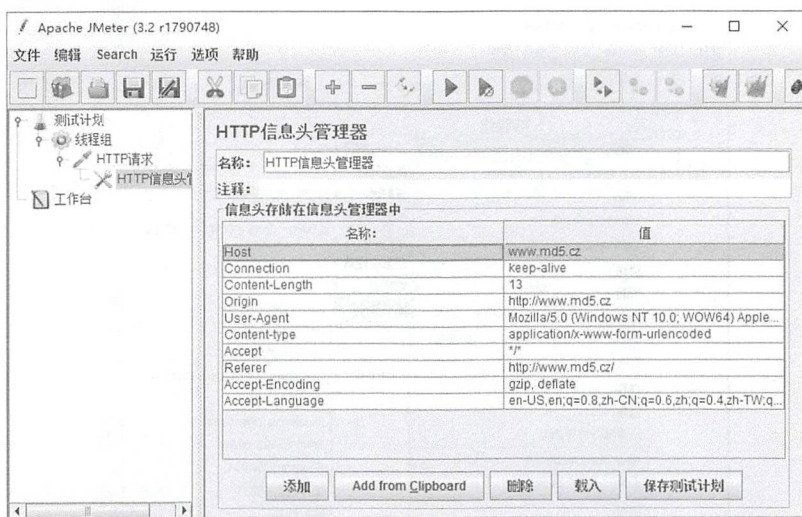 Apache JMeter (3.2 r1790748)
文件 编辑 Search 运行 选项 帮助
测试计划
线程组
HTTP请求
HTTP信息头
工作台
HTTP信息头管理器
名称: HTTP信息头管理器
注释:
信息头存储在信息头管理器中
名称: 值
Host www.md5.cz
Connection keep-alive
Content-Length 13
Origin http://www.md5.cz
User-Agent Mozilla/5.0 (Windows NT 10.0; WOW64) Apple...
Content-type application/x-www-form-urlencoded
Accept */*
Referer http://www.md5.cz/
Accept-Encoding gzip, deflate
Accept-Language en-US,en;q=0.8,zh-CN;q=0.6,zh;q=0.4,zh-TW;q...
添加 Add from Clipboard 删除 载入 保存测试计划